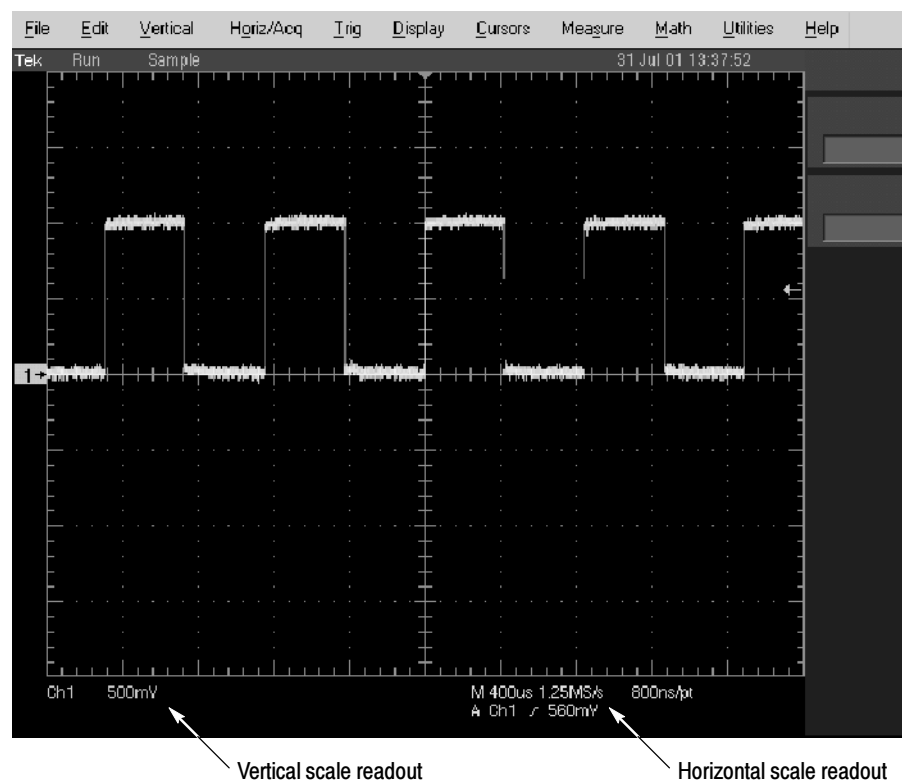 File Edit Vertical Horiz/Acq Trig Display Cursors Measure Math Utilities Help
Tek Run Sample 31 Jul 01 13:37:52
1
Ch1 500mV M 400us 1.25MS/s 800ns/pt
A Ch1 560mV
Vertical scale readout Horizontal scale readout